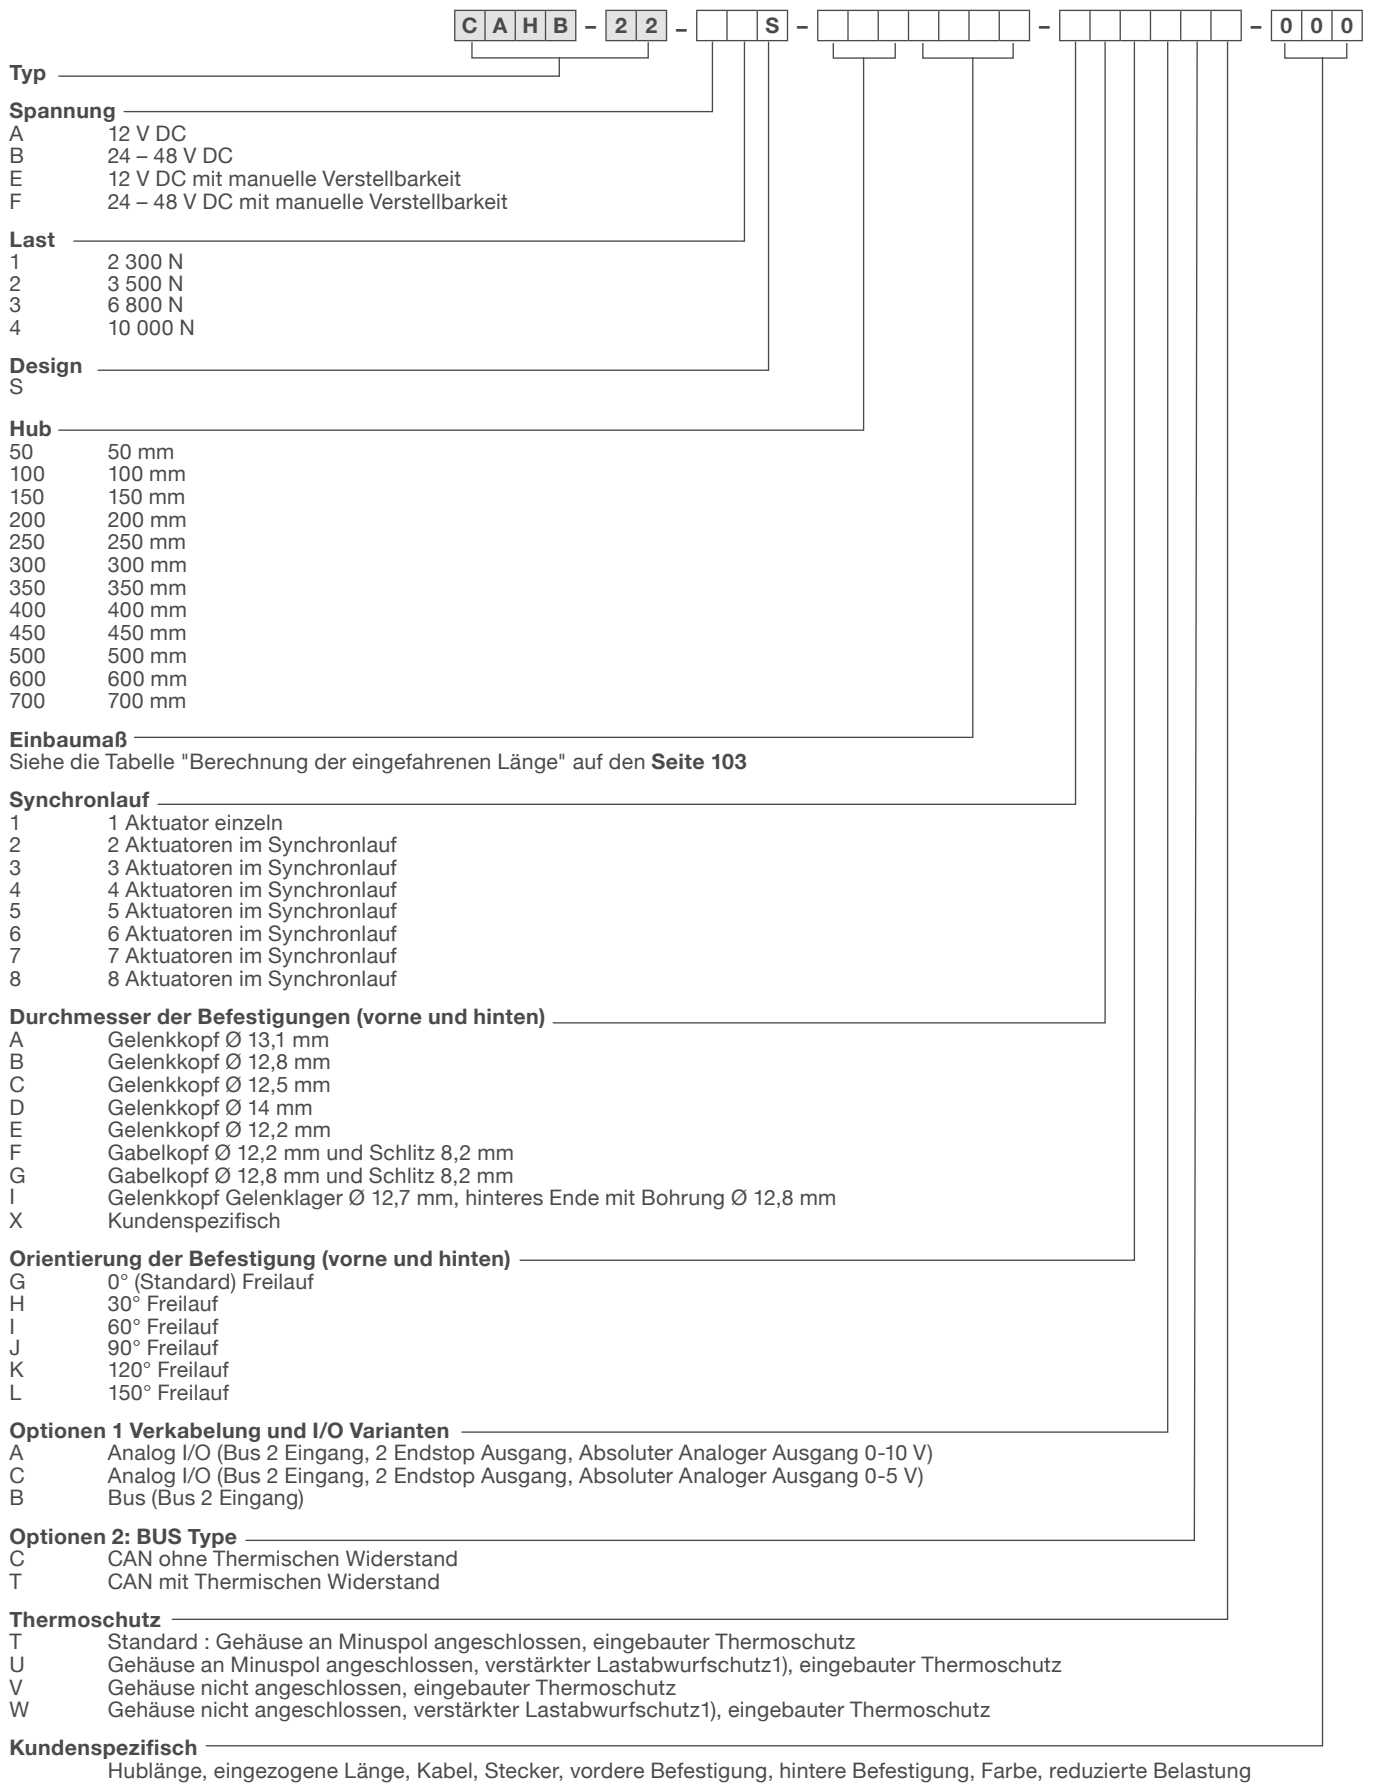 CAHB – 22 – S – – – 000
Typ
Spannung
A 12 V DC
B 24 – 48 V DC
E 12 V DC mit manuelle Verstellbarkeit
F 24 – 48 V DC mit manuelle Verstellbarkeit
Last
1 2 300 N
2 3 500 N
3 6 800 N
4 10 000 N
Design
S
Hub
50 50 mm
100 100 mm
150 150 mm
200 200 mm
250 250 mm
300 300 mm
350 350 mm
400 400 mm
450 450 mm
500 500 mm
600 600 mm
700 700 mm
Einbaumaß
Siehe die Tabelle "Berechnung der eingefahrenen Länge" auf den Seite 103
Synchronlauf
1 1 Aktuator einzeln
2 2 Aktuatoren im Synchronlauf
3 3 Aktuatoren im Synchronlauf
4 4 Aktuatoren im Synchronlauf
5 5 Aktuatoren im Synchronlauf
6 6 Aktuatoren im Synchronlauf
7 7 Aktuatoren im Synchronlauf
8 8 Aktuatoren im Synchronlauf
Durchmesser der Befestigungen (vorne und hinten)
A Gelenkkopf Ø 13,1 mm
B Gelenkkopf Ø 12,8 mm
C Gelenkkopf Ø 12,5 mm
D Gelenkkopf Ø 14 mm
E Gelenkkopf Ø 12,2 mm
F Gabelkopf Ø 12,2 mm und Schlitz 8,2 mm
G Gabelkopf Ø 12,8 mm und Schlitz 8,2 mm
I Gelenkkopf Gelenklager Ø 12,7 mm, hinteres Ende mit Bohrung Ø 12,8 mm
X Kundenspezifisch
Orientierung der Befestigung (vorne und hinten)
G 0° (Standard) Freilauf
H 30° Freilauf
I 60° Freilauf
J 90° Freilauf
K 120° Freilauf
L 150° Freilauf
Optionen 1 Verkabelung und I/O Varianten
A Analog I/O (Bus 2 Eingang, 2 Endstop Ausgang, Absoluter Analoger Ausgang 0-10 V)
C Analog I/O (Bus 2 Eingang, 2 Endstop Ausgang, Absoluter Analoger Ausgang 0-5 V)
B Bus (Bus 2 Eingang)
Optionen 2: BUS Type
C CAN ohne Thermischen Widerstand
T CAN mit Thermischen Widerstand
Thermoschutz
T Standard : Gehäuse an Minuspol angeschlossen, eingebauter Thermoschutz
U Gehäuse an Minuspol angeschlossen, verstärkter Lastabwurfschutz1), eingebauter Thermoschutz
V Gehäuse nicht angeschlossen, eingebauter Thermoschutz
W Gehäuse nicht angeschlossen, verstärkter Lastabwurfschutz1), eingebauter Thermoschutz
Kundenspezifisch
Hublänge, eingezogene Länge, Kabel, Stecker, vordere Befestigung, hintere Befestigung, Farbe, reduzierte Belastung